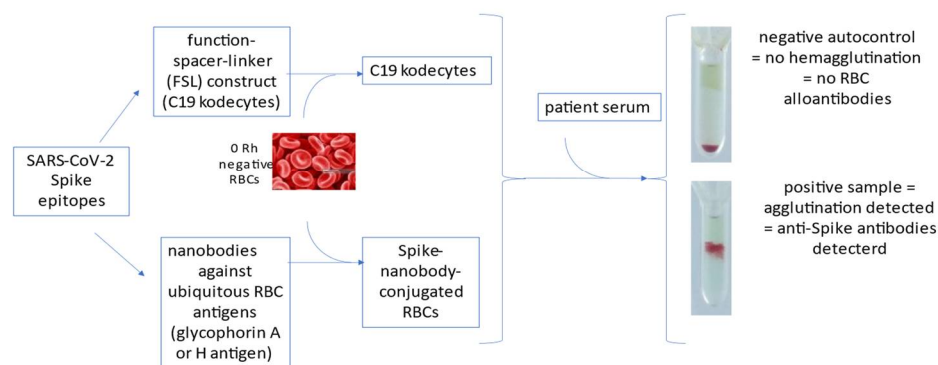 function-
spacer-linker
(FSL) construct
(C19 kodecytes)
C19 kodecytes
SARS-CoV-2
Spike
epitopes
0 Rh
negative
RBCs
nanobodies
against
ubiquitous RBC
antigens
(glycophorin A
or H antigen)
Spike-
nanobody-
conjugated
RBCs
patient serum
negative autocontrol
= no hemagglutination
= no RBC
alloantibodies
positive sample =
agglutination detected
= anti-Spike antibodies
detecterd